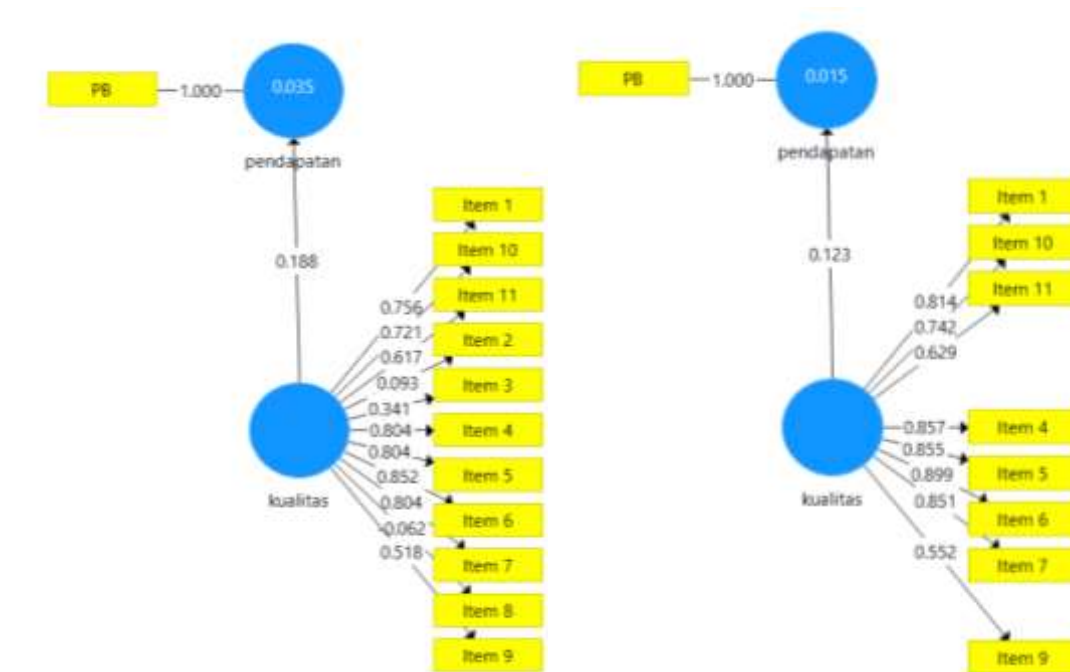 PB
1.000
0.035
pendapatan
0.188
Item 1
Item 10
Item 11
Item 2
Item 3
Item 4
Item 5
Item 6
Item 7
Item 8
Item 9
0.756
0.721
0.617
0.093
0.341
0.804
0.804
0.852
0.804
-0.062
0.518
kualitas
PB
1.000
0.015
pendapatan
0.123
Item 1
Item 10
Item 11
Item 4
Item 5
Item 6
Item 7
Item 9
0.814
0.742
0.629
0.857
0.855
0.899
0.851
0.552
kualitas